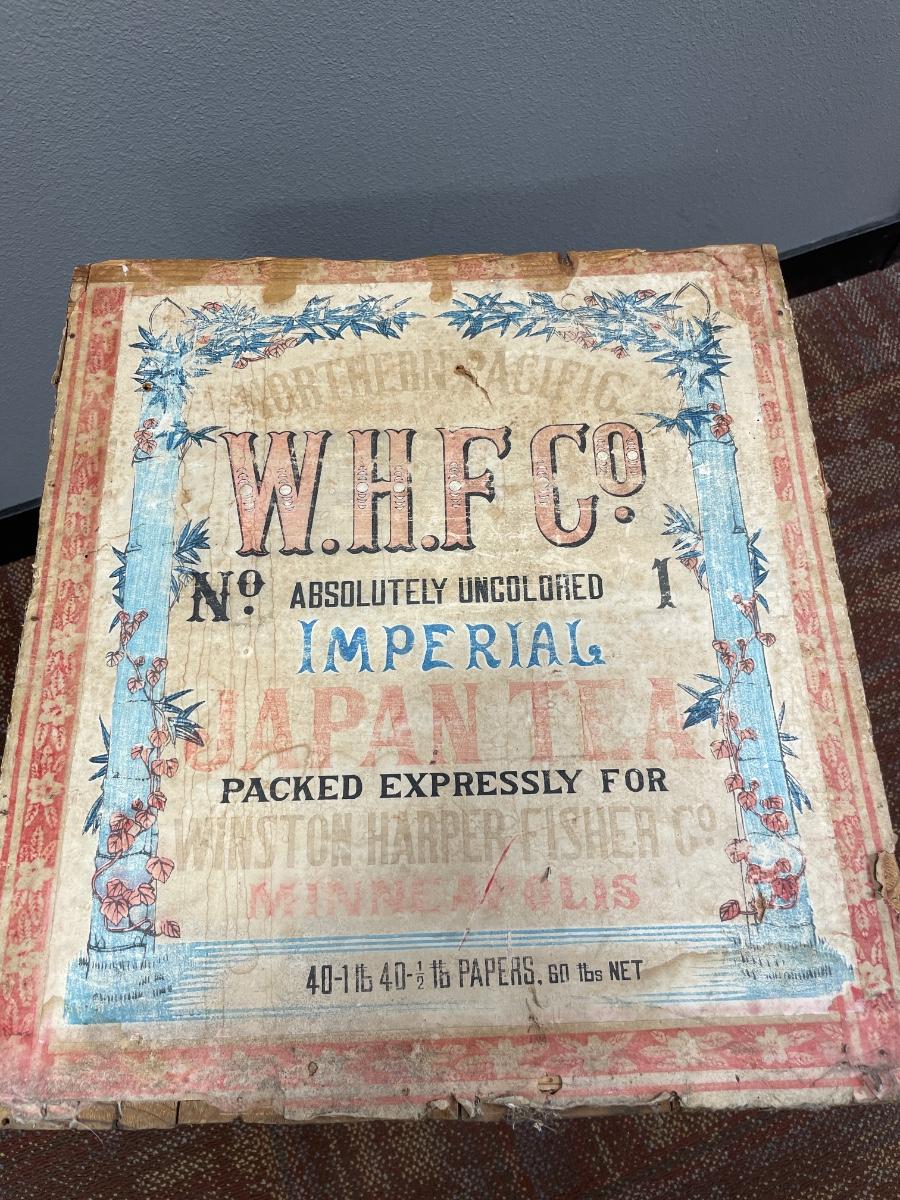 NORTHERN PACIFIC
W.H.F Co.
No. ABSOLUTELY UNCOLORED 1
IMPERIAL
JAPAN TEA
PACKED EXPRESSLY FOR
WINSTON HARPER FISHER Co
MINNEAPOLIS
40-1 lb 40-½ lb PAPERS. 60 lbs NET